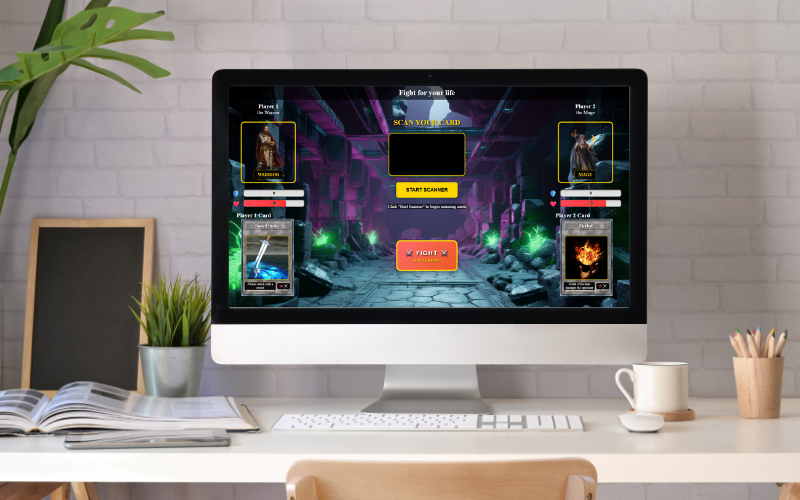 Fight for your life
Player 1
the Warrior
WARRIOR
SCAN YOUR CARD
START SCANNER
Click "Start Scanner" to begin scanning cards
Player 2
the Mage
MAGE
Player 1 Card
Sword Strike
FIGHT
Player 2 Card
Fireball